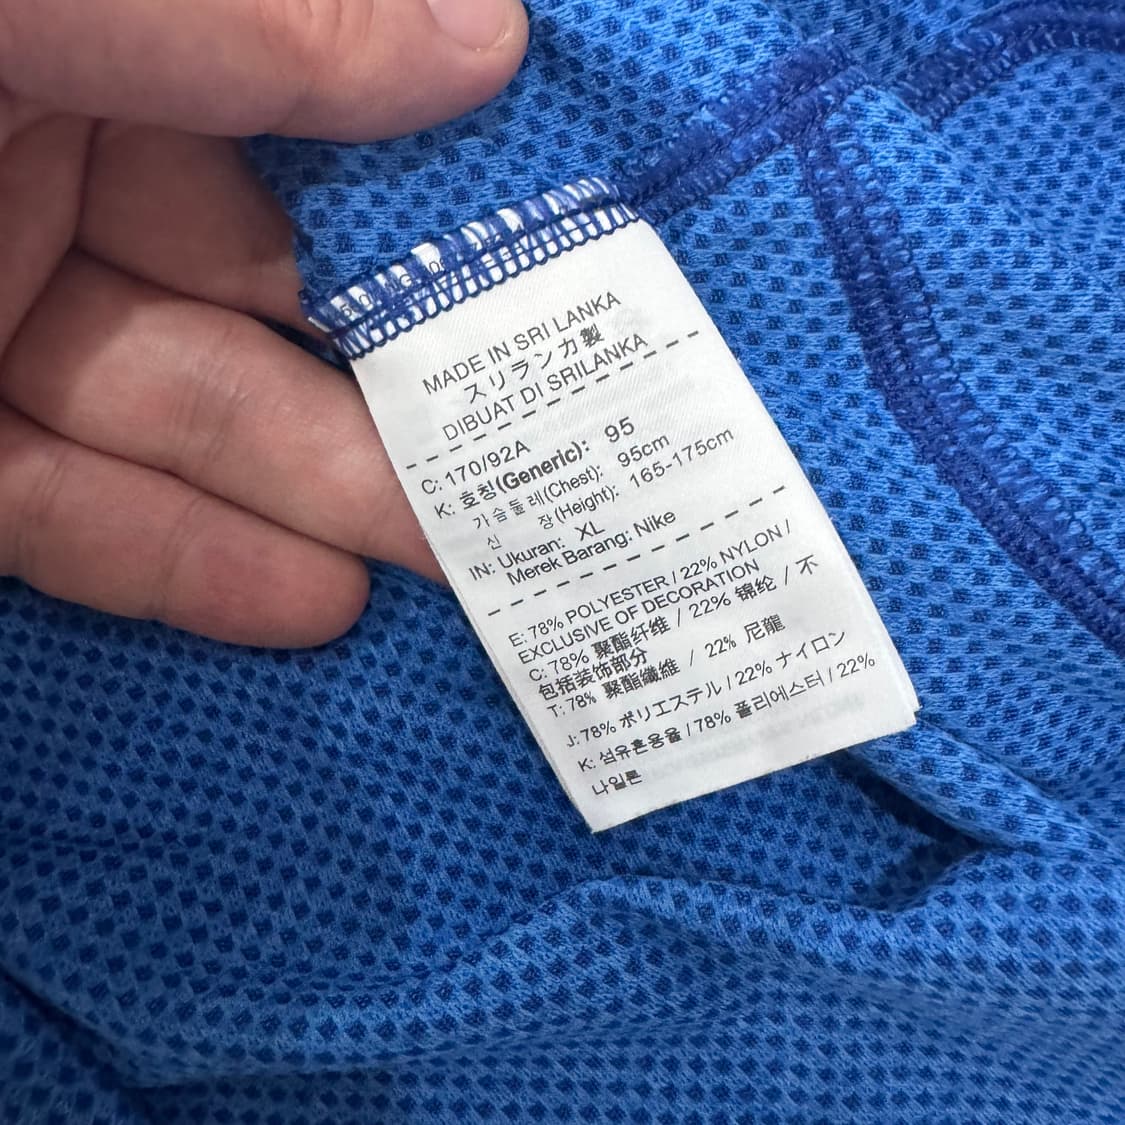 MADE IN SRI LANKA
スリランカ製
DIBUAT DI SRILANKA
C: 170/92A
K: 호칭(Generic): 95
가슴둘레(Chest): 95cm
신 장(Height): 165-175cm
IN: Ukuran: XL
Merek Barang: Nike
E: 78% POLYESTER / 22% NYLON /
EXCLUSIVE OF DECORATION
C: 78% 聚酯纤维 / 22% 锦纶 / 不
包括装饰部分
T: 78% 聚酯纖維 / 22% 尼龍
J: 78% ポリエステル / 22% ナイロン
K: 섬유혼용율 / 78% 폴리에스터 / 22%
나일론